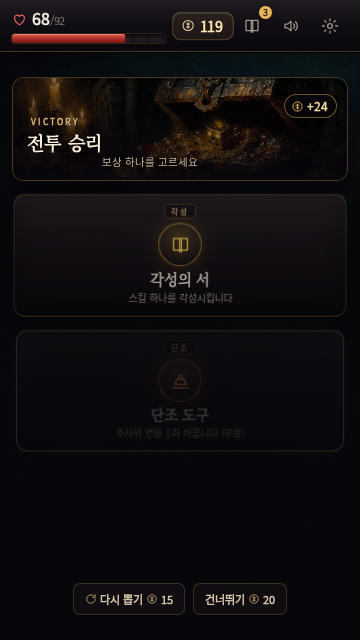 68/92
119
3
VICTORY
+24
전투 승리
보상 하나를 고르세요
각성
각성의 서
스킬 하나를 각성시킵니다
단조
단조 도구
주사위 면을 1회 바꿉니다 (무료)
다시 뽑기 15
건너뛰기 20